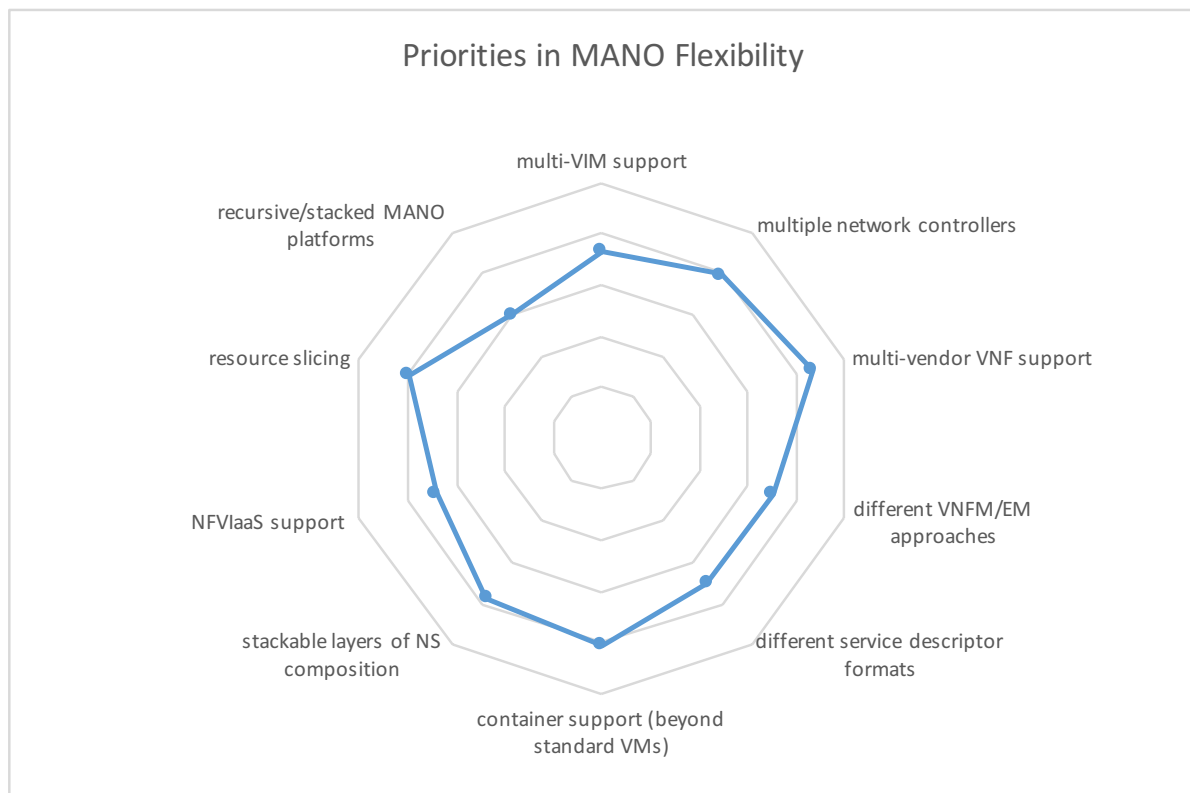 Priorities in MANO Flexibility
multi-VIM support
multiple network controllers
multi-vendor VNF support
different VNFM/EM
approaches
different service descriptor
formats
container support (beyond
standard VMs)
stackable layers of NS
composition
NFVIaaS support
resource slicing
recursive/stacked MANO
platforms